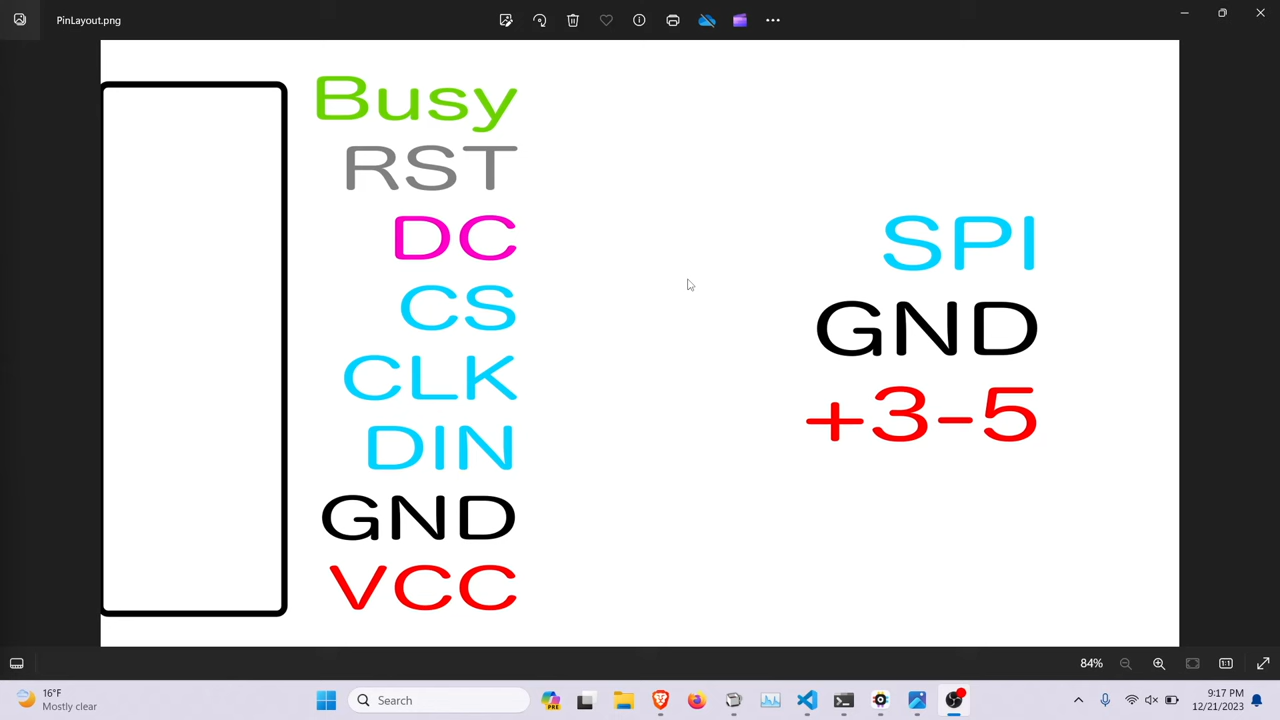 PinLayout.png
Busy
RST
DC
CS
CLK
DIN
GND
VCC
SPI
GND
+3-5
84%
16°F
Mostly clear
Search
PRE
9:17 PM
12/21/2023